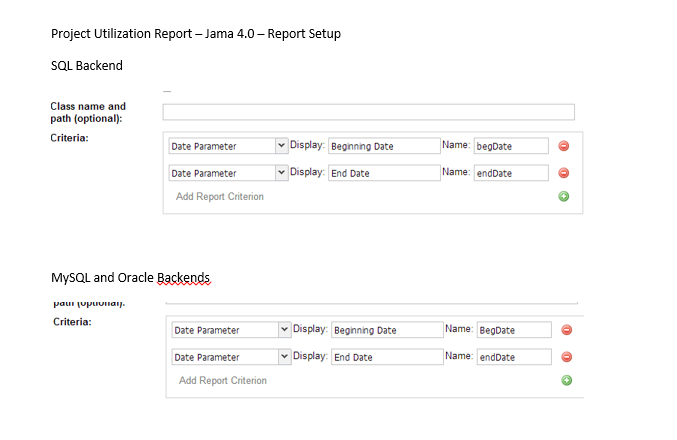 Project Utilization Report – Jama 4.0 – Report Setup
SQL Backend
Class name and
path (optional):
Criteria:
Date Parameter Display: Beginning Date Name: begDate
Date Parameter Display: End Date Name: endDate
Add Report Criterion
MySQL and Oracle Backends
path (optional):
Criteria:
Date Parameter Display: Beginning Date Name: BegDate
Date Parameter Display: End Date Name: endDate
Add Report Criterion